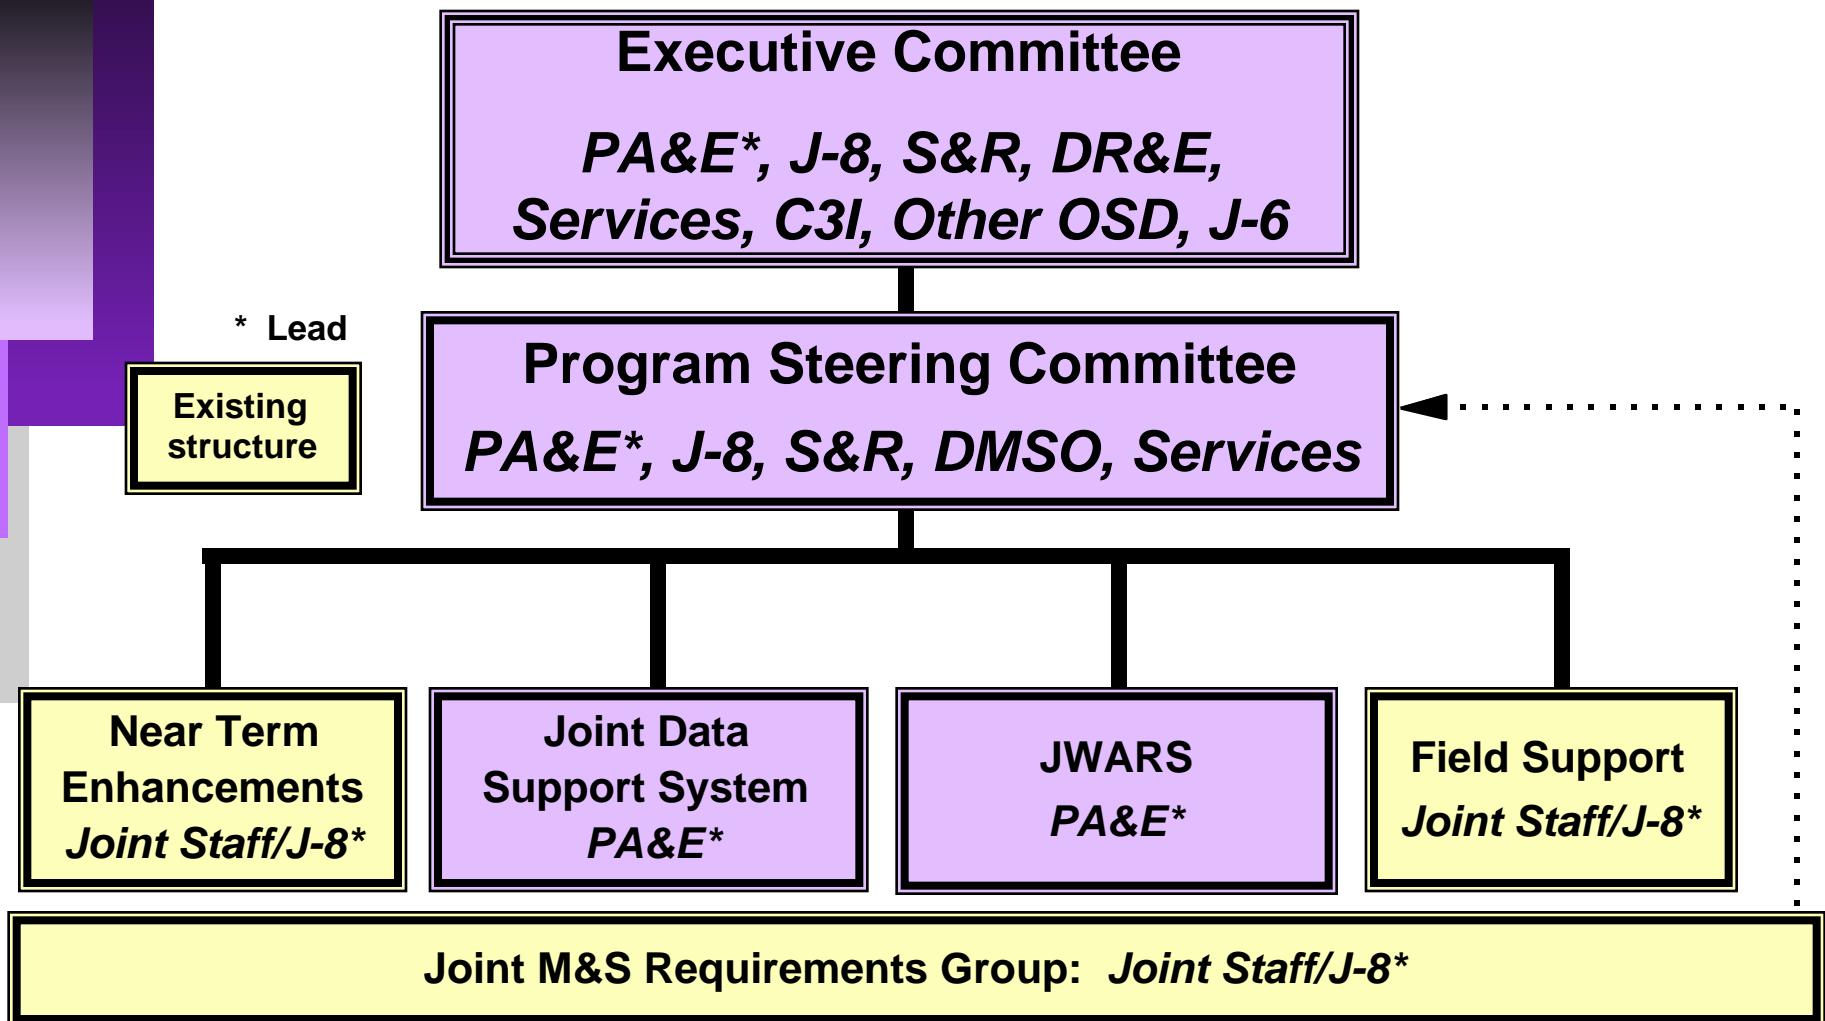 Executive Committee
PA&E*, J-8, S&R, DR&E,
Services, C3I, Other OSD, J-6
* Lead
Existing
structure
Program Steering Committee
PA&E*, J-8, S&R, DMSO, Services
Near Term
Enhancements
Joint Staff/J-8*
Joint Data
Support System
PA&E*
JWARS
PA&E*
Field Support
Joint Staff/J-8*
Joint M&S Requirements Group: Joint Staff/J-8*